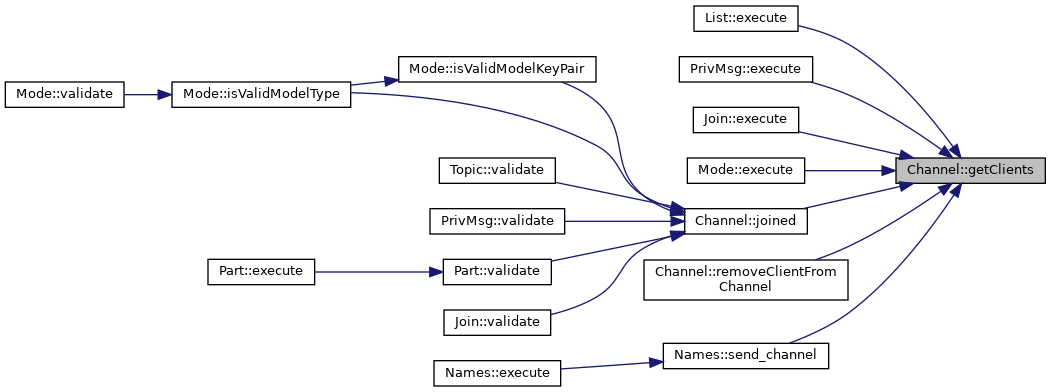 List::execute
PrivMsg::execute
Mode::isValidModelKeyPair
Mode::validate
Mode::isValidModelType
Join::execute
Topic::validate
Mode::execute
Channel::getClients
PrivMsg::validate
Channel::joined
Part::execute
Part::validate
Channel::removeClientFrom
Channel
Join::validate
Names::send_channel
Names::execute